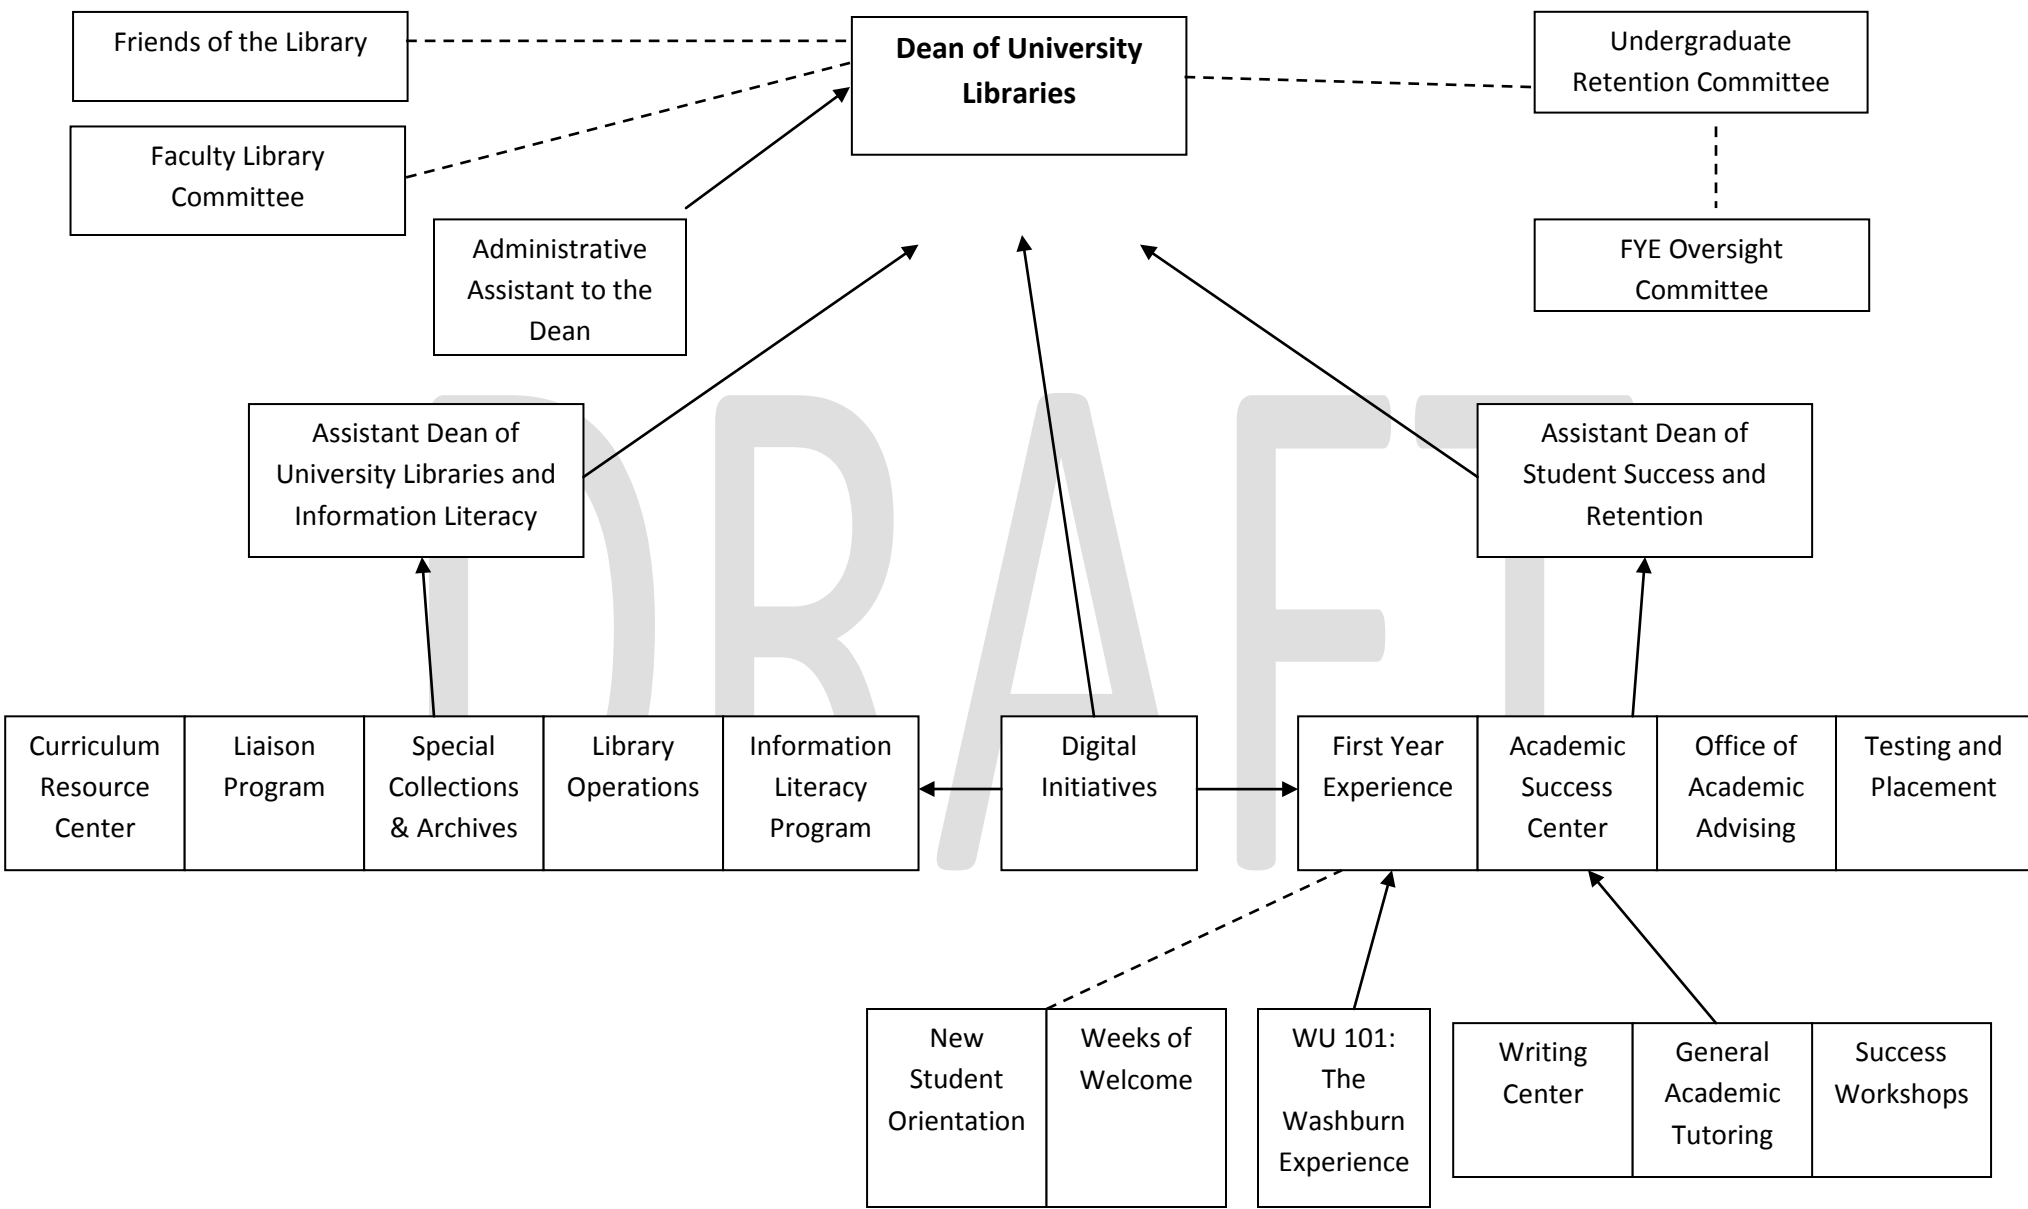 Friends of the Library
Dean of University
Libraries
Undergraduate
Retention Committee
Faculty Library
Committee
Administrative
Assistant to the
Dean
FYE Oversight
Committee
DRAFT
Assistant Dean of
University Libraries and
Information Literacy
Assistant Dean of
Student Success and
Retention
Curriculum
Resource
Center
Liaison
Program
Special
Collections
& Archives
Library
Operations
Information
Literacy
Program
Digital
Initiatives
First Year
Experience
Academic
Success
Center
Office of
Academic
Advising
Testing and
Placement
New
Student
Orientation
Weeks of
Welcome
WU 101:
The
Washburn
Experience
Writing
Center
General
Academic
Tutoring
Success
Workshops